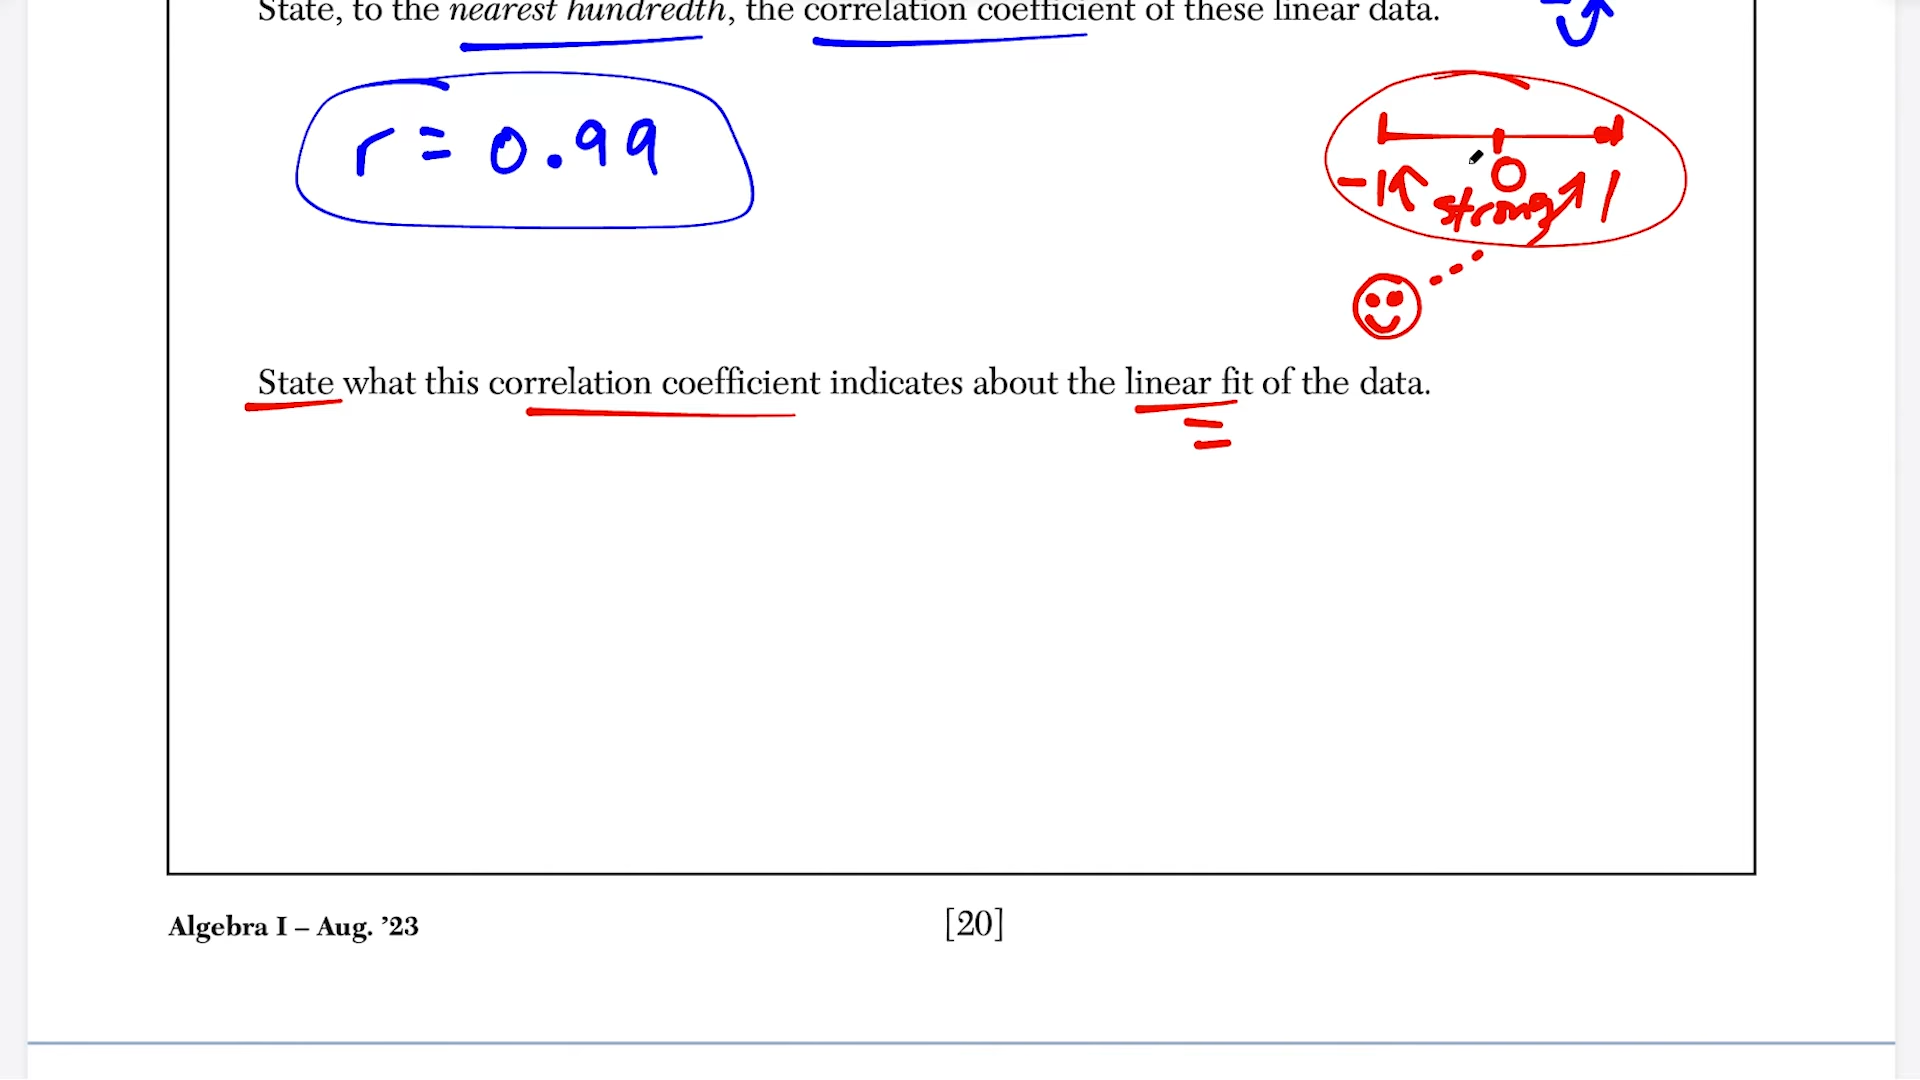 State, to the nearest hundredth, the correlation coefficient of these linear data.
r = 0.99
-1 0 1
strong
State what this correlation coefficient indicates about the linear fit of the data.
Algebra I – Aug. ’23
[20]